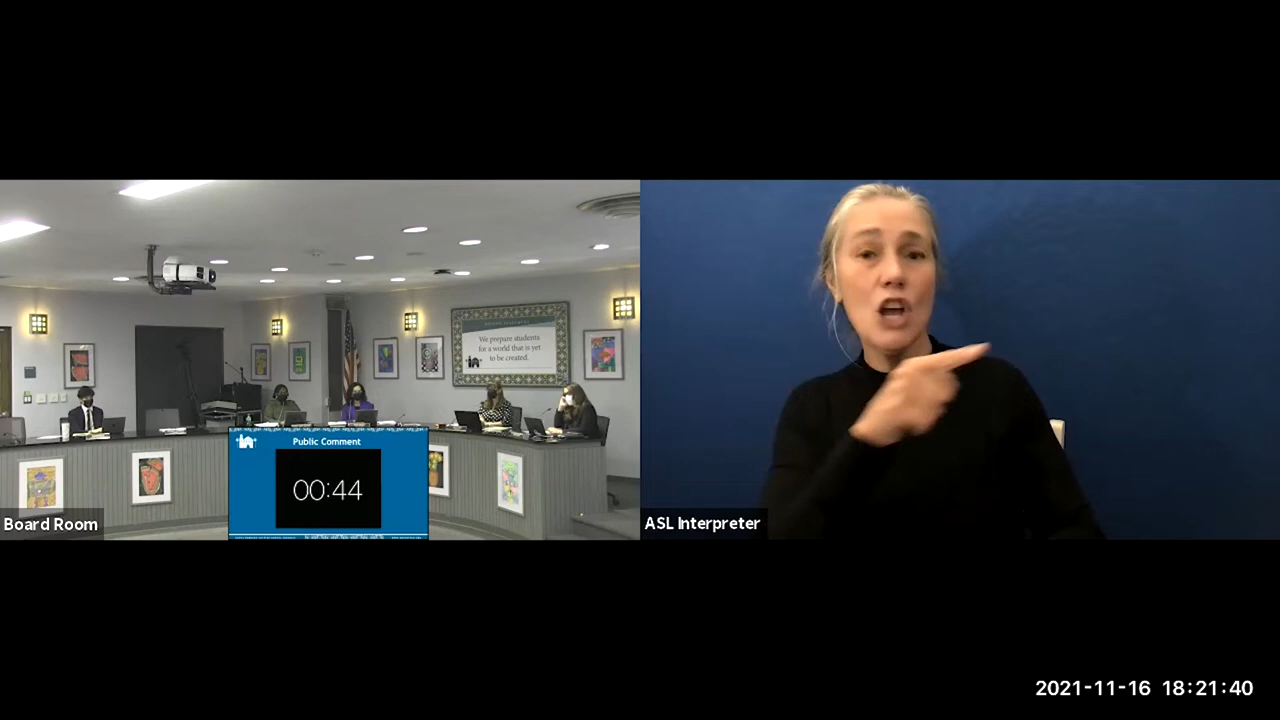 We prepare students
for a world that is yet
to be created.
Public Comment
00:44
Board Room
ASL Interpreter
2021-11-16 18:21:40